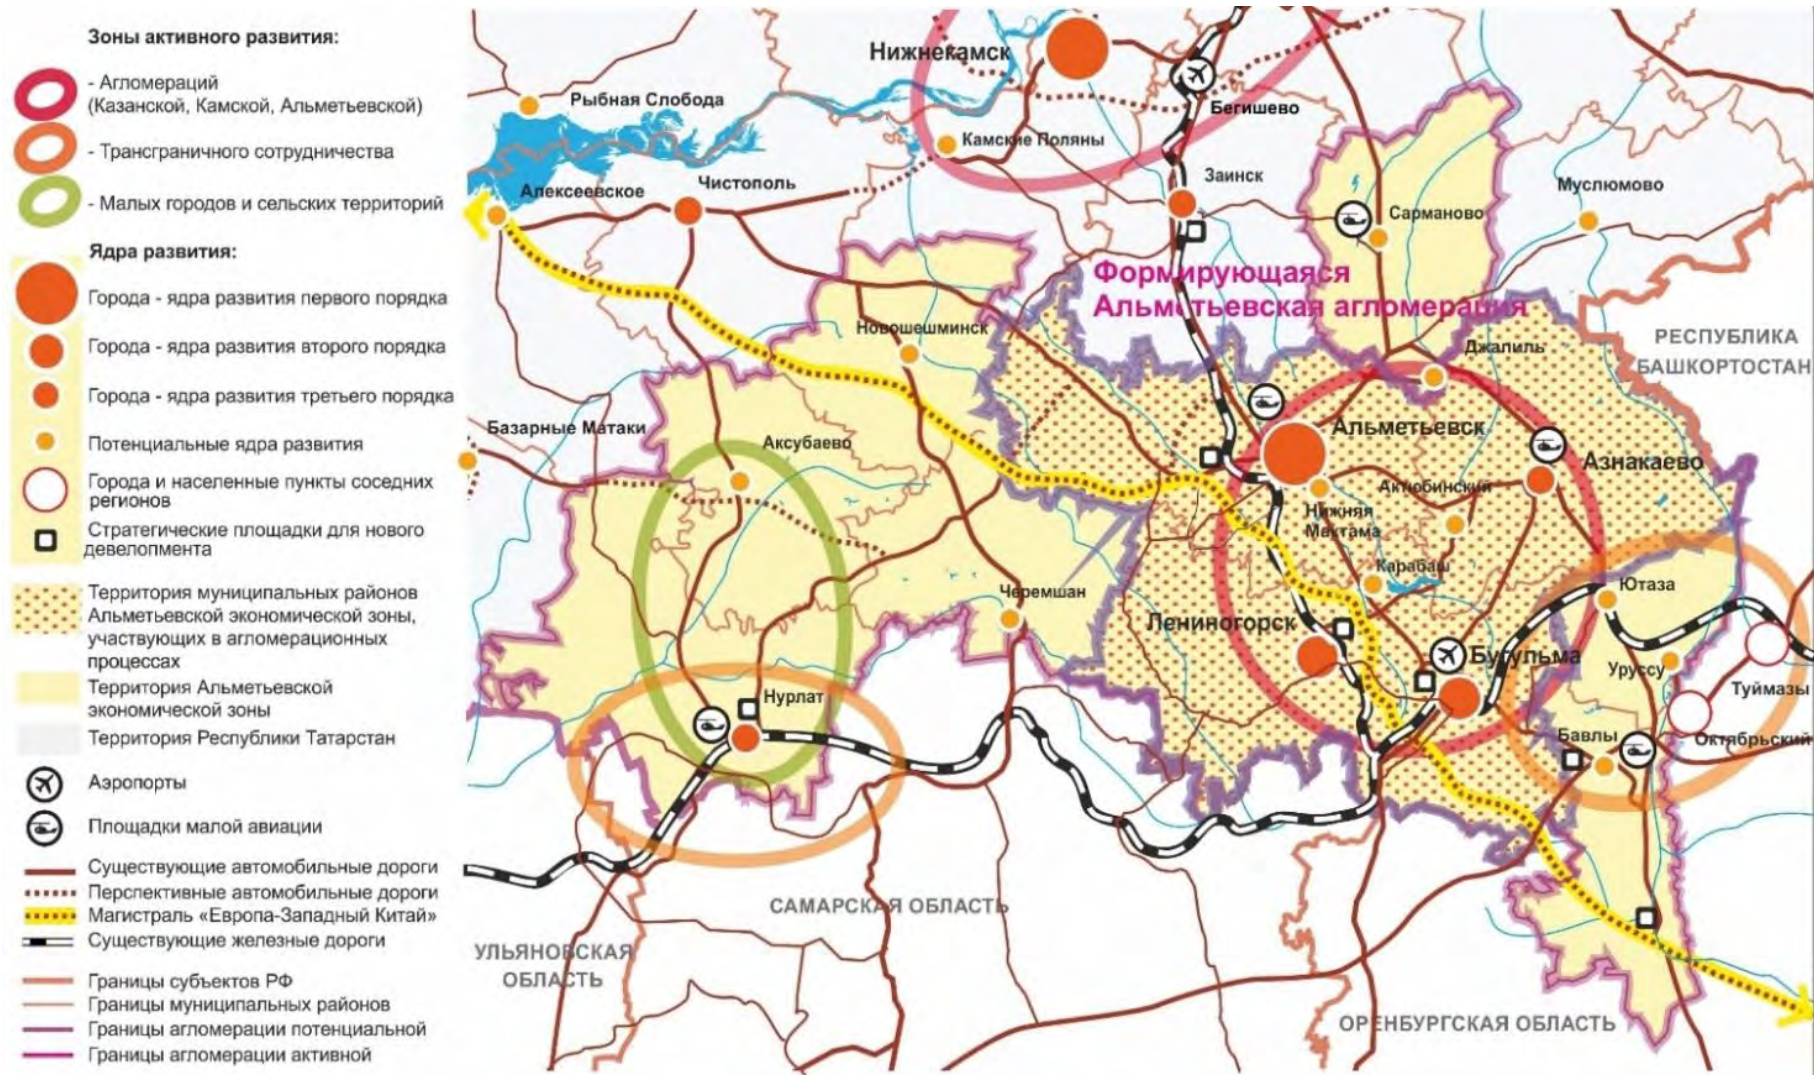 Зоны активного развития:
- Агломераций
(Казанской, Камской, Альметьевской)
- Трансграничного сотрудничества
- Малых городов и сельских территорий
Ядра развития:
Города - ядра развития первого порядка
Города - ядра развития второго порядка
Города - ядра развития третьего порядка
Потенциальные ядра развития
Города и населенные пункты соседних
регионов
Стратегические площадки для нового
девелопмента
Территория муниципальных районов
Альметьевской экономической зоны,
участвующих в агломерационных
процессах
Территория Альметьевской
экономической зоны
Территория Республики Татарстан
Аэропорты
Площадки малой авиации
Существующие автомобильные дороги
Перспективные автомобильные дороги
Магистраль «Европа-Западный Китай»
Существующие железные дороги
Границы субъектов РФ
Границы муниципальных районов
Границы агломерации потенциальной
Границы агломерации активной
Нижнекамск
Рыбная Слобода
Бегишево
Камские Поляны
Алексеевское
Чистополь
Заинск
Муслюмово
Сарманово
Формирующаяся
Альметьевская агломерация
Новошешминск
РЕСПУБЛИКА
БАШКОРТОСТАН
Джалиль
Базарные Матаки
Аксубаево
Альметьевск
Азнакаево
Актюбинский
Нижняя
Мактама
Карабаш
Ютаза
Черемшан
Лениногорск
Бугульма
Уруссу
Туймазы
Нурлат
Бавлы
Октябрьский
САМАРСКАЯ ОБЛАСТЬ
УЛЬЯНОВСКАЯ
ОБЛАСТЬ
ОРЕНБУРГСКАЯ ОБЛАСТЬ